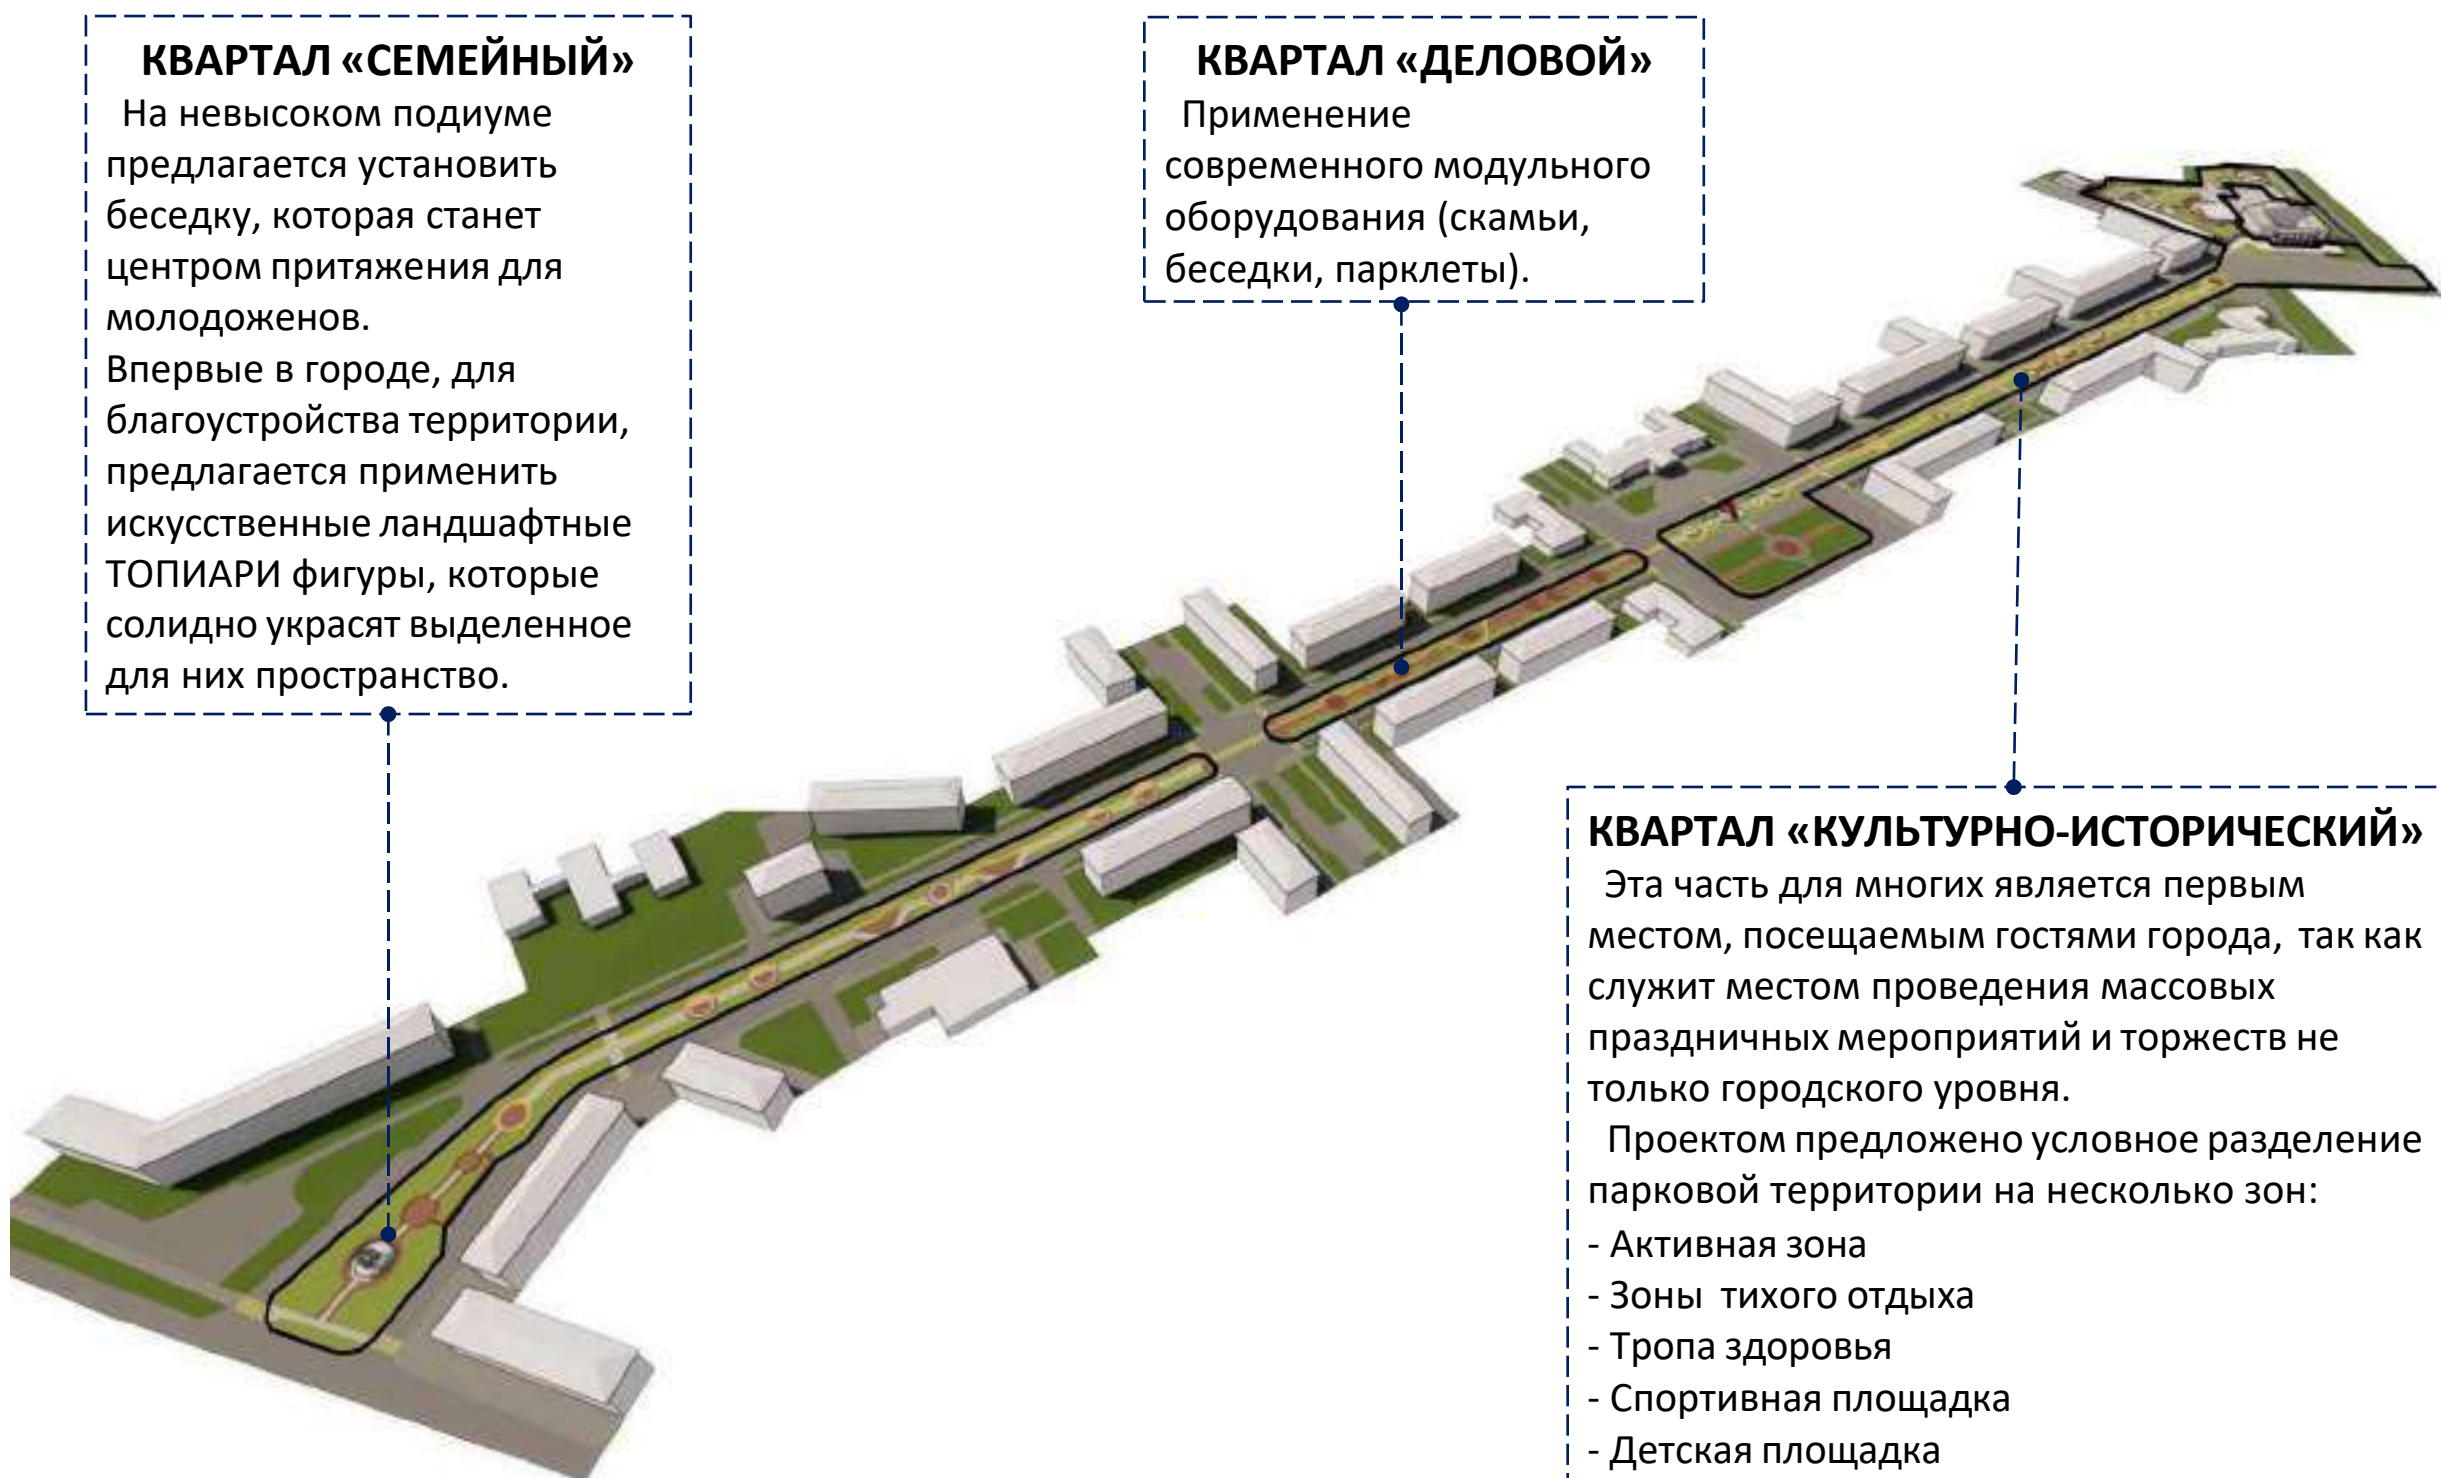 КВАРТАЛ «СЕМЕЙНЫЙ»
На невысоком подиуме
предлагается установить
беседку, которая станет
центром притяжения для
молодоженов.
Впервые в городе, для
благоустройства территории,
предлагается применить
искусственные ландшафтные
ТОПИАРИ фигуры, которые
солидно украсят выделенное
для них пространство.
КВАРТАЛ «ДЕЛОВОЙ»
Применение
современного модульного
оборудования (скамьи,
беседки, парклеты).
КВАРТАЛ «КУЛЬТУРНО-ИСТОРИЧЕСКИЙ»
Эта часть для многих является первым
местом, посещаемым гостями города, так как
служит местом проведения массовых
праздничных мероприятий и торжеств не
только городского уровня.
Проектом предложено условное разделение
парковой территории на несколько зон:
- Активная зона
- Зоны тихого отдыха
- Тропа здоровья
- Спортивная площадка
- Детская площадка